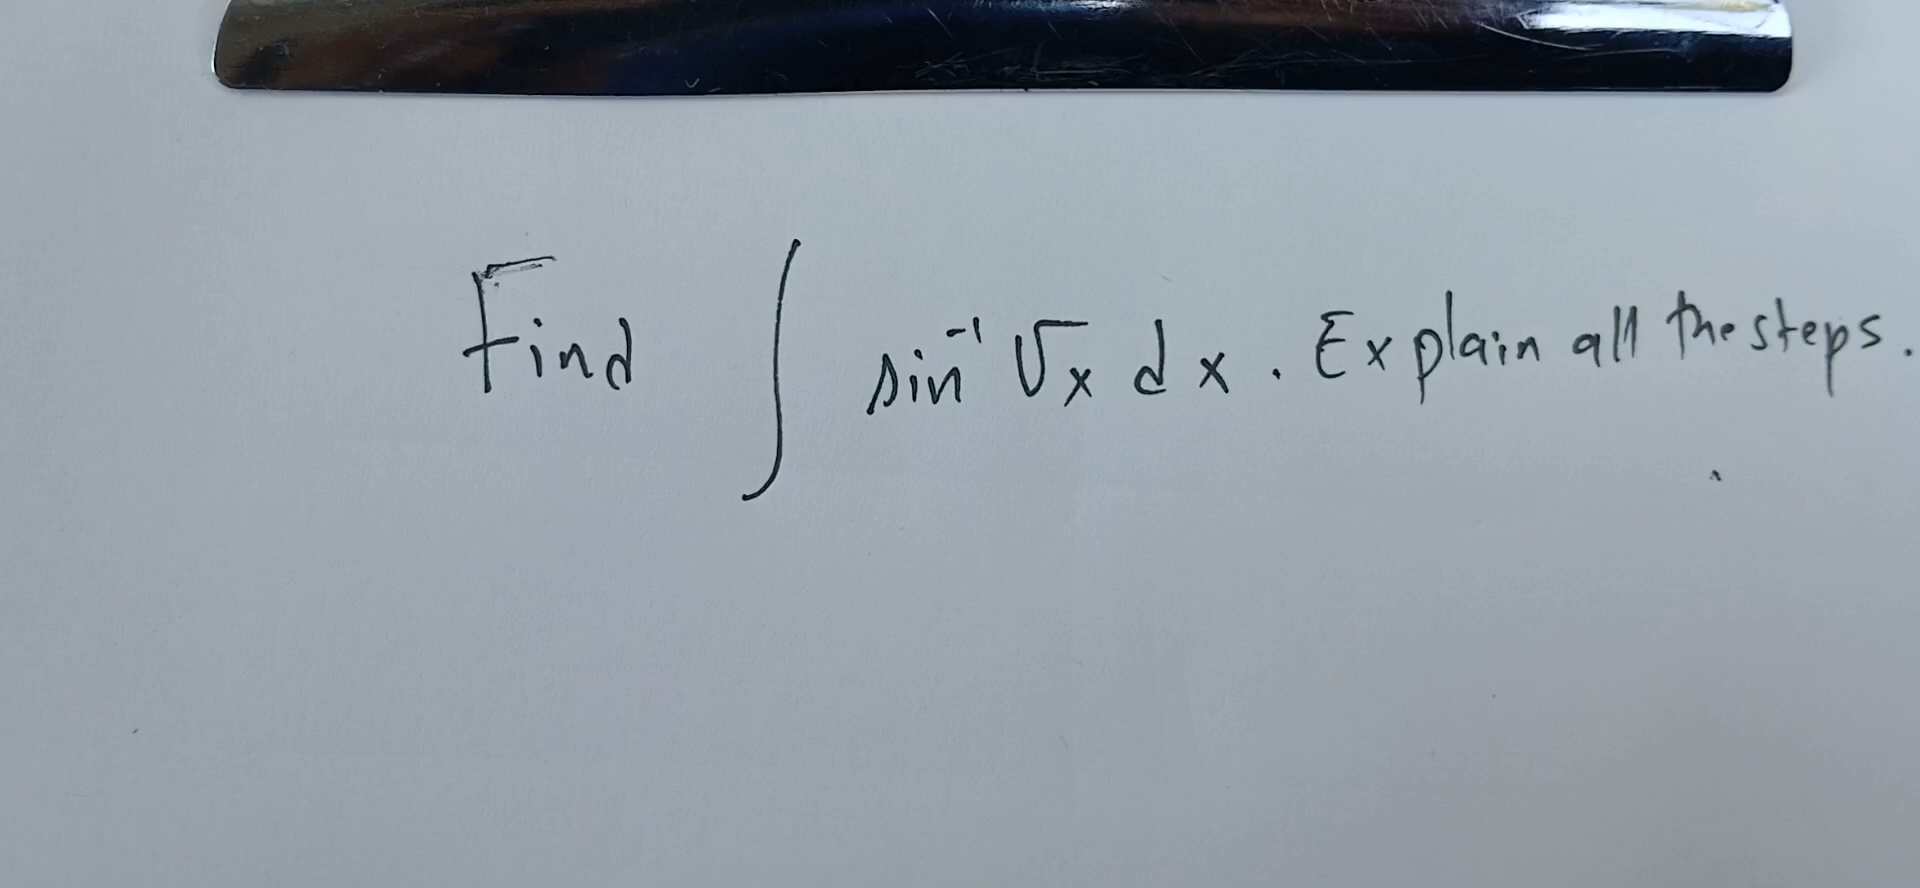 Find ∫ sin⁻¹ √x dx. Explain all the steps.